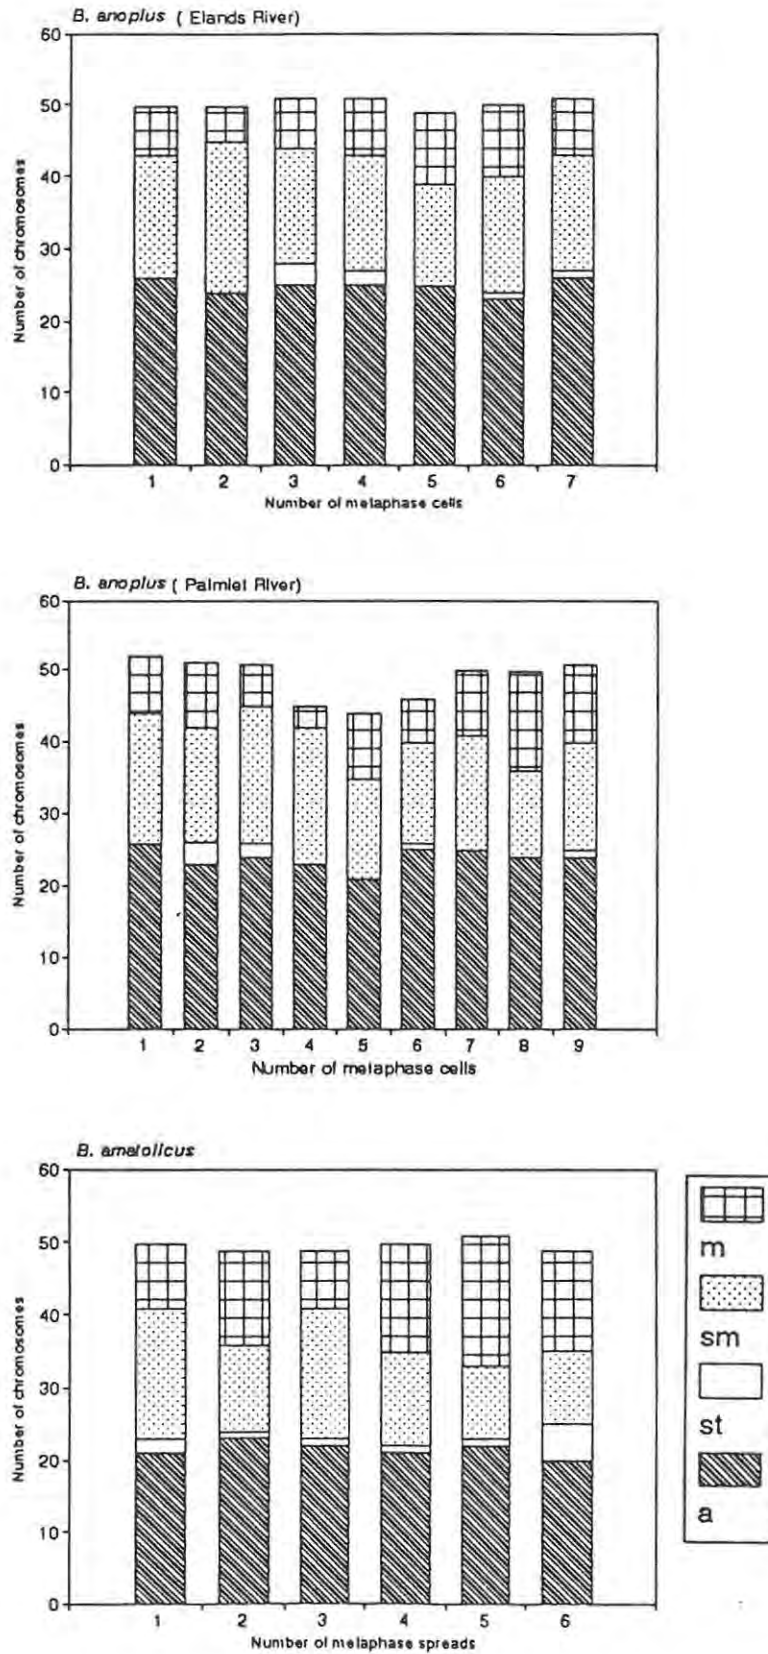 B. anoplus ( Elands River)
60
50
40
30
20
10
0
Number of chromosomes
1 2 3 4 5 6 7
Number of metaphase cells
B. anoplus ( Palmiet River)
60
50
40
30
20
10
0
Number of chromosomes
1 2 3 4 5 6 7 8 9
Number of metaphase cells
B. amatolicus
60
50
40
30
20
10
0
Number of chromosomes
1 2 3 4 5 6
Number of metaphase spreads
m
sm
st
a